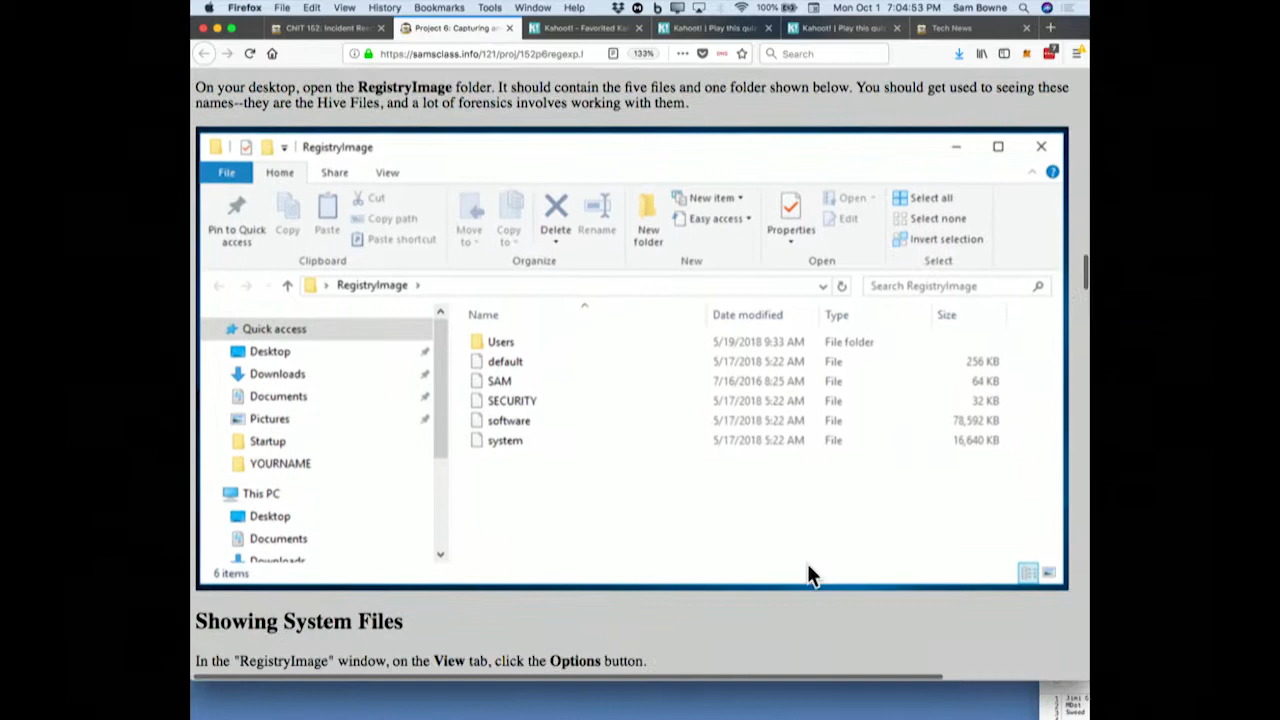 Firefox File Edit View History Bookmarks Tools Window Help 100% Mon Oct 1 7:04:53 PM Sam Bowne
CNIT 152: Incident Res Project 6: Capturing an Kahoot! - Favorited Ka Kahoot! | Play this qui Kahoot! | Play this qui Tech News
https://samsclass.info/121/proj/152p6regexp.l 133% Search
On your desktop, open the RegistryImage folder. It should contain the five files and one folder shown below. You should get used to seeing these
names--they are the Hive Files, and a lot of forensics involves working with them.
RegistryImage
File Home Share View
Pin to Quick access Copy Paste Cut Copy path Paste shortcut Move to Copy to Delete Rename New folder New item Easy access Properties Open Edit Select all Select none Invert selection
Clipboard Organize New Open Select
RegistryImage Search RegistryImage
Name Date modified Type Size
Quick access
Desktop
Downloads
Documents
Pictures
Startup
YOURNAME
This PC
Desktop
Documents
Downloads
Users 5/19/2018 9:33 AM File folder
default 5/17/2018 5:22 AM File 256 KB
SAM 7/16/2016 8:25 AM File 64 KB
SECURITY 5/17/2018 5:22 AM File 32 KB
software 5/17/2018 5:22 AM File 78,592 KB
system 5/17/2018 5:22 AM File 16,640 KB
6 items
Showing System Files
In the "RegistryImage" window, on the View tab, click the Options button.